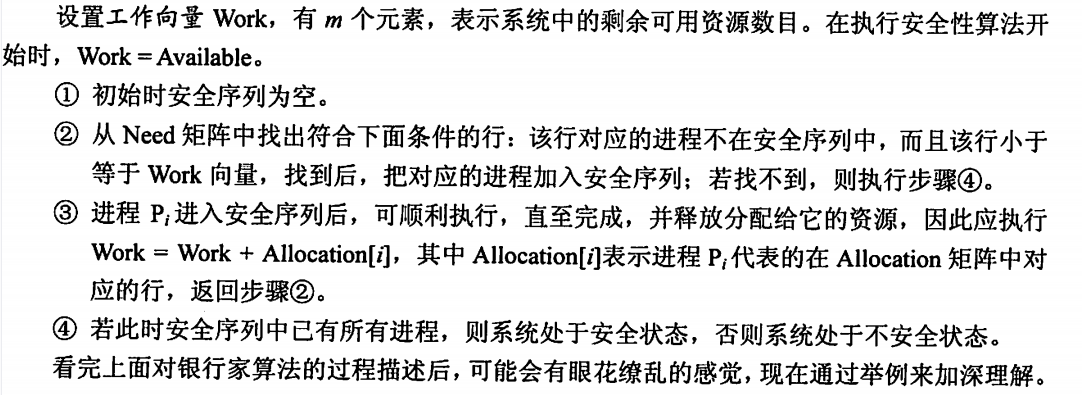 设置工作向量 Work，有 m 个元素，表示系统中的剩余可用资源数目。在执行安全性算法开
始时，Work = Available。
① 初始时安全序列为空。
② 从 Need 矩阵中找出符合下面条件的行：该行对应的进程不在安全序列中，而且该行小于
等于 Work 向量，找到后，把对应的进程加入安全序列；若找不到，则执行步骤④。
③ 进程 Pi 进入安全序列后，可顺利执行，直至完成，并释放分配给它的资源，因此应执行
Work = Work + Allocation[i]，其中 Allocation[i]表示进程 Pi 代表的在 Allocation 矩阵中对
应的行，返回步骤②。
④ 若此时安全序列中已有所有进程，则系统处于安全状态，否则系统处于不安全状态。
看完上面对银行家算法的过程描述后，可能会有眼花缭乱的感觉，现在通过举例来加深理解。